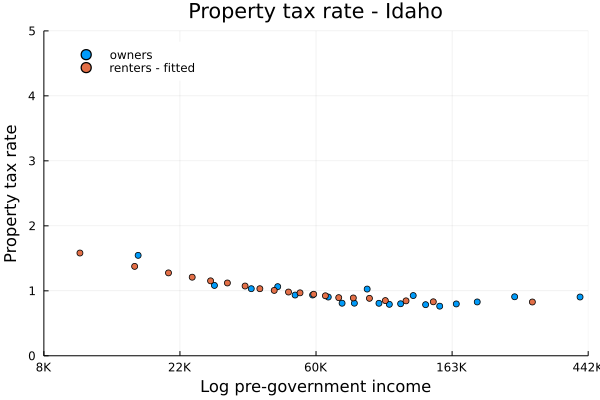 Property tax rate - Idaho
owners
renters - fitted
Property tax rate
5
4
3
2
1
0
8K 22K 60K 163K 442K
Log pre-government income